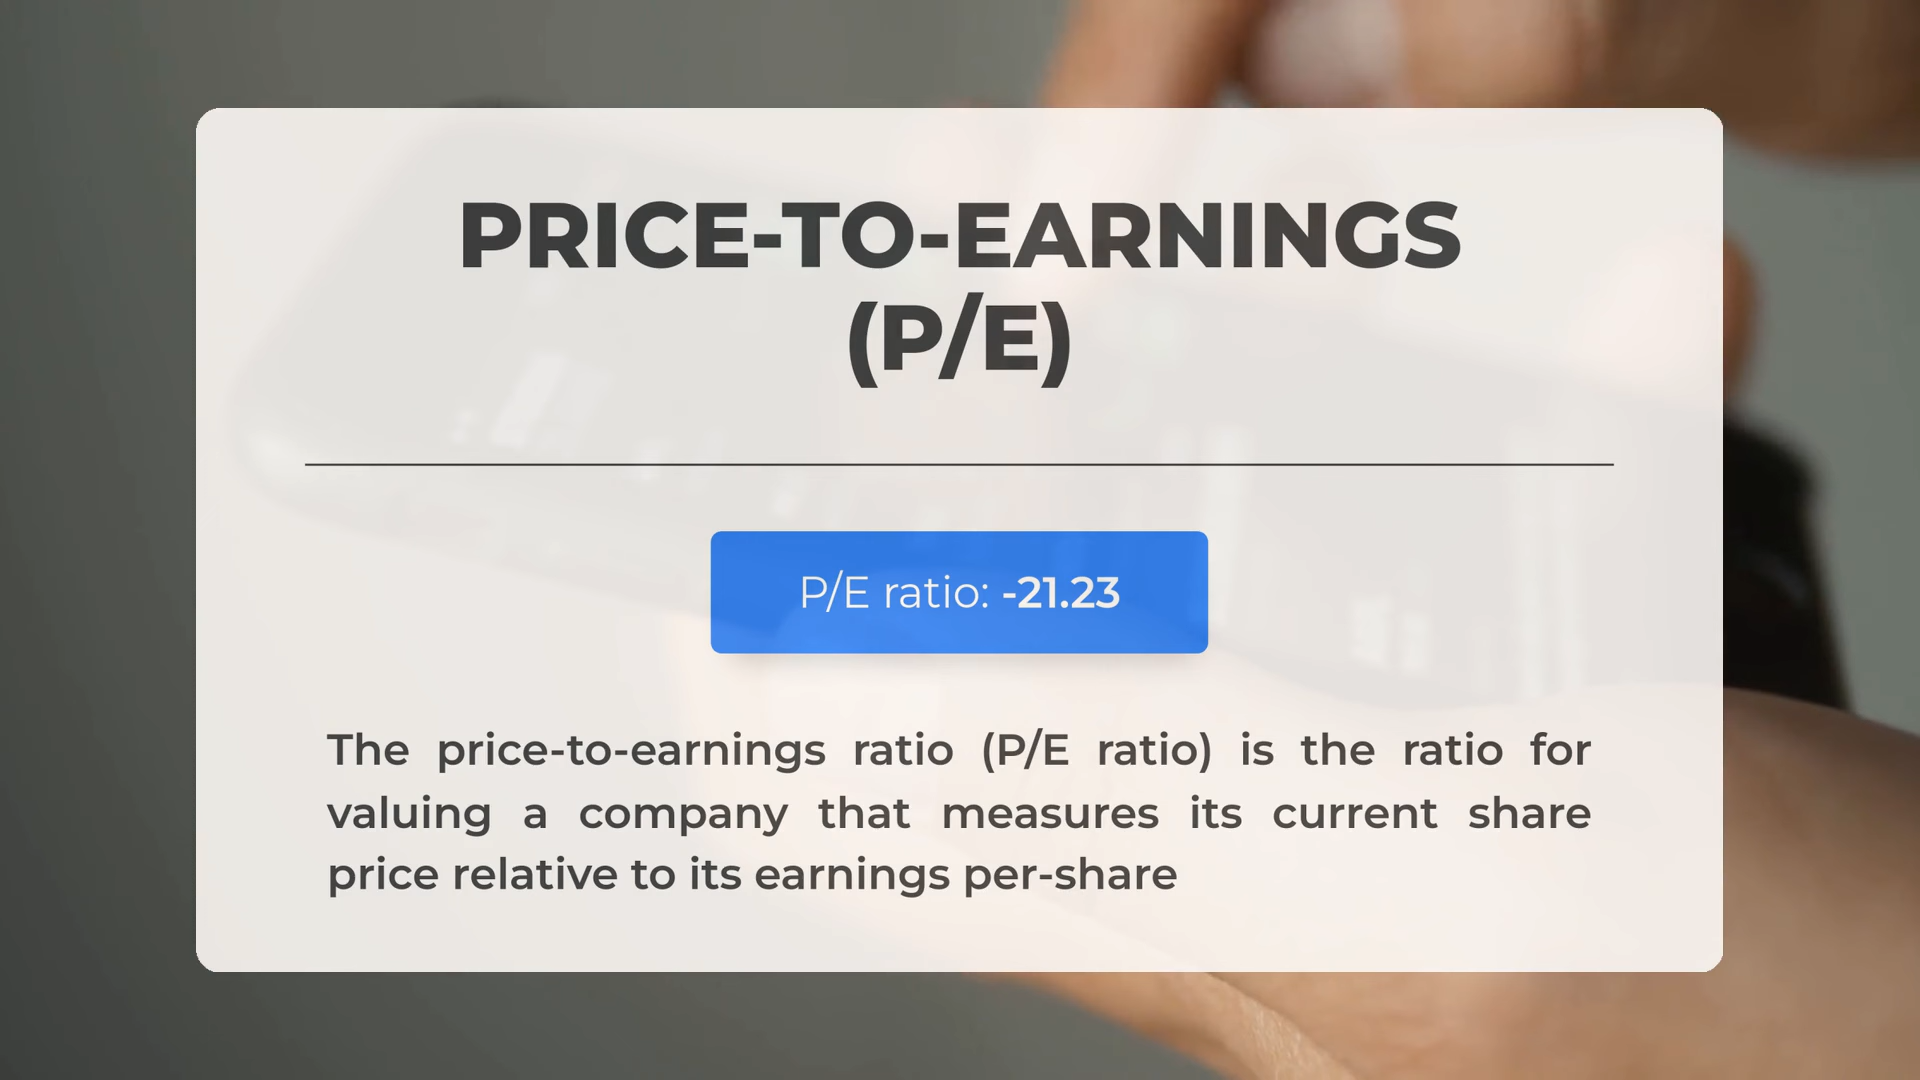 PRICE-TO-EARNINGS
(P/E)
P/E ratio: -21.23
The price-to-earnings ratio (P/E ratio) is the ratio for
valuing a company that measures its current share
price relative to its earnings per-share